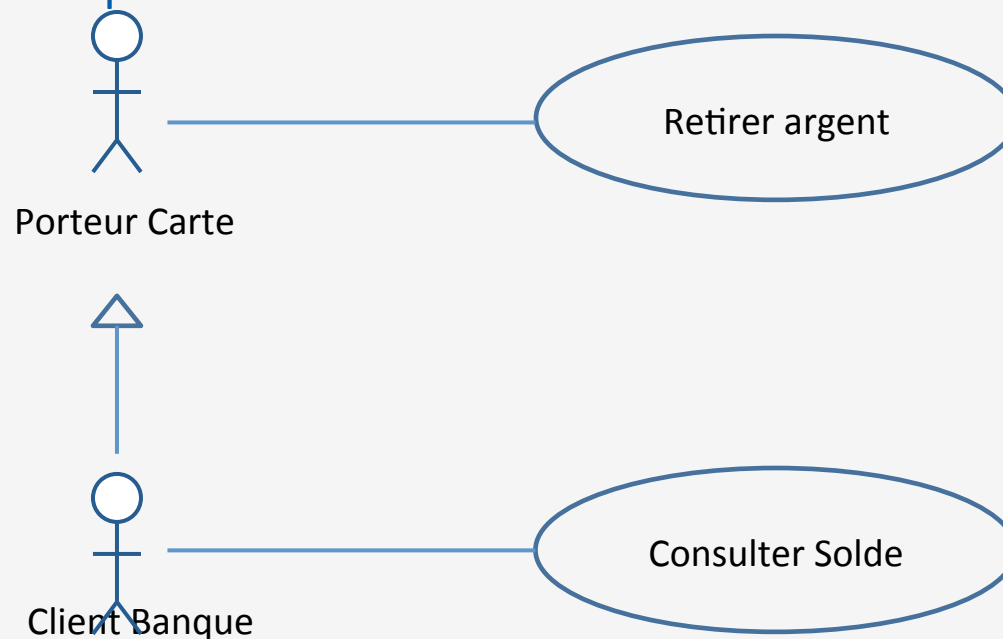 Retirer argent
Porteur Carte
Consulter Solde
Client Banque